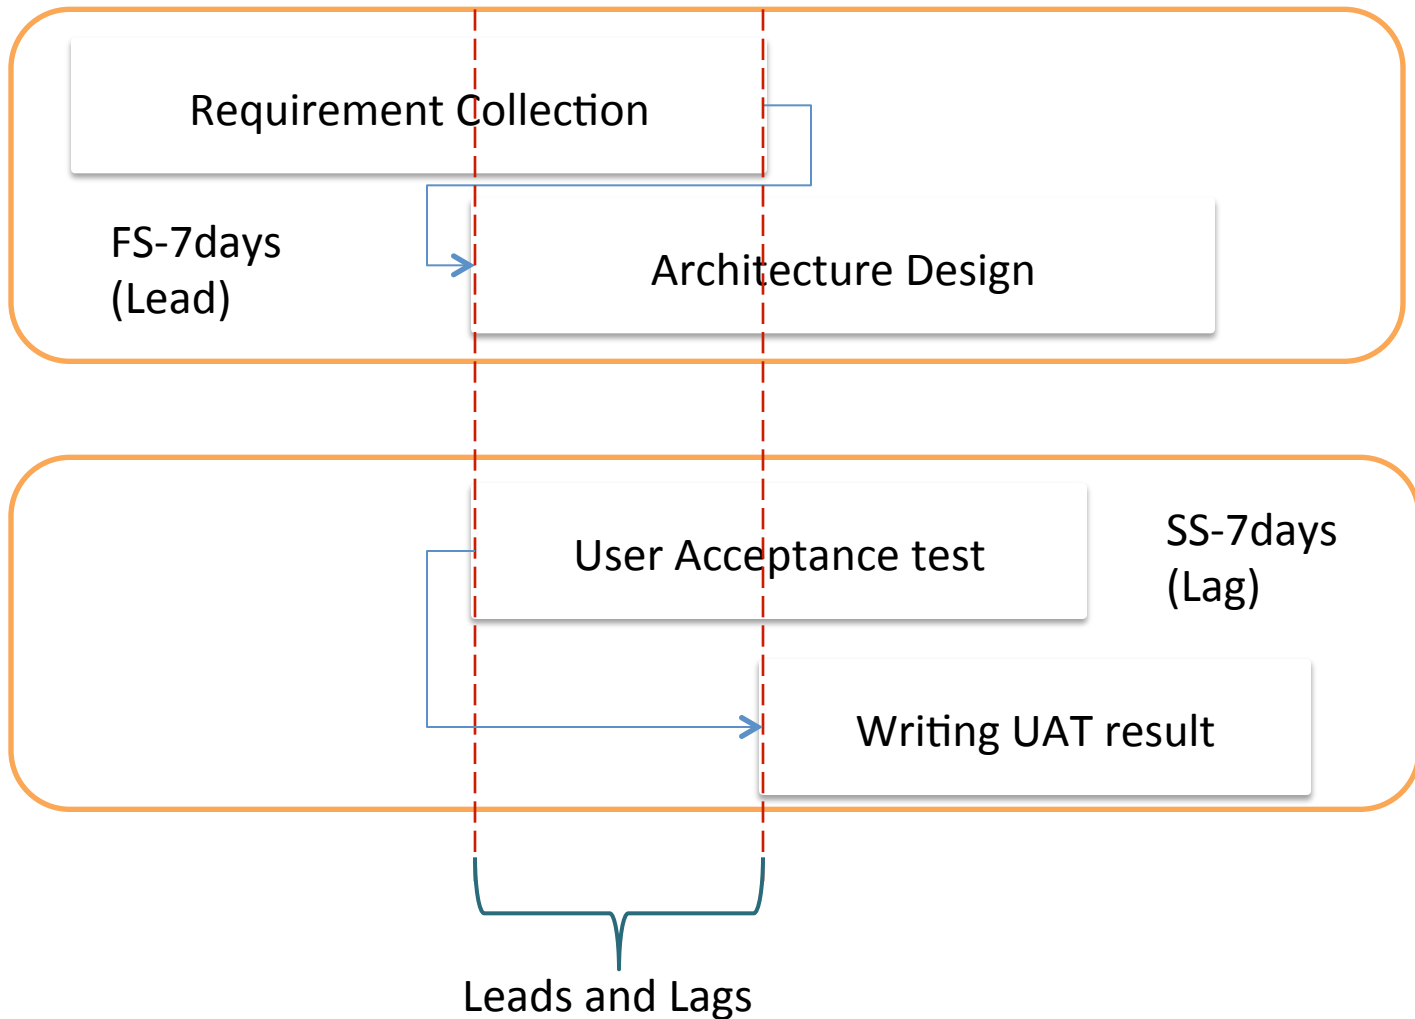 Requirement Collection
FS-7days
(Lead)
Architecture Design
User Acceptance test
SS-7days
(Lag)
Writing UAT result
Leads and Lags